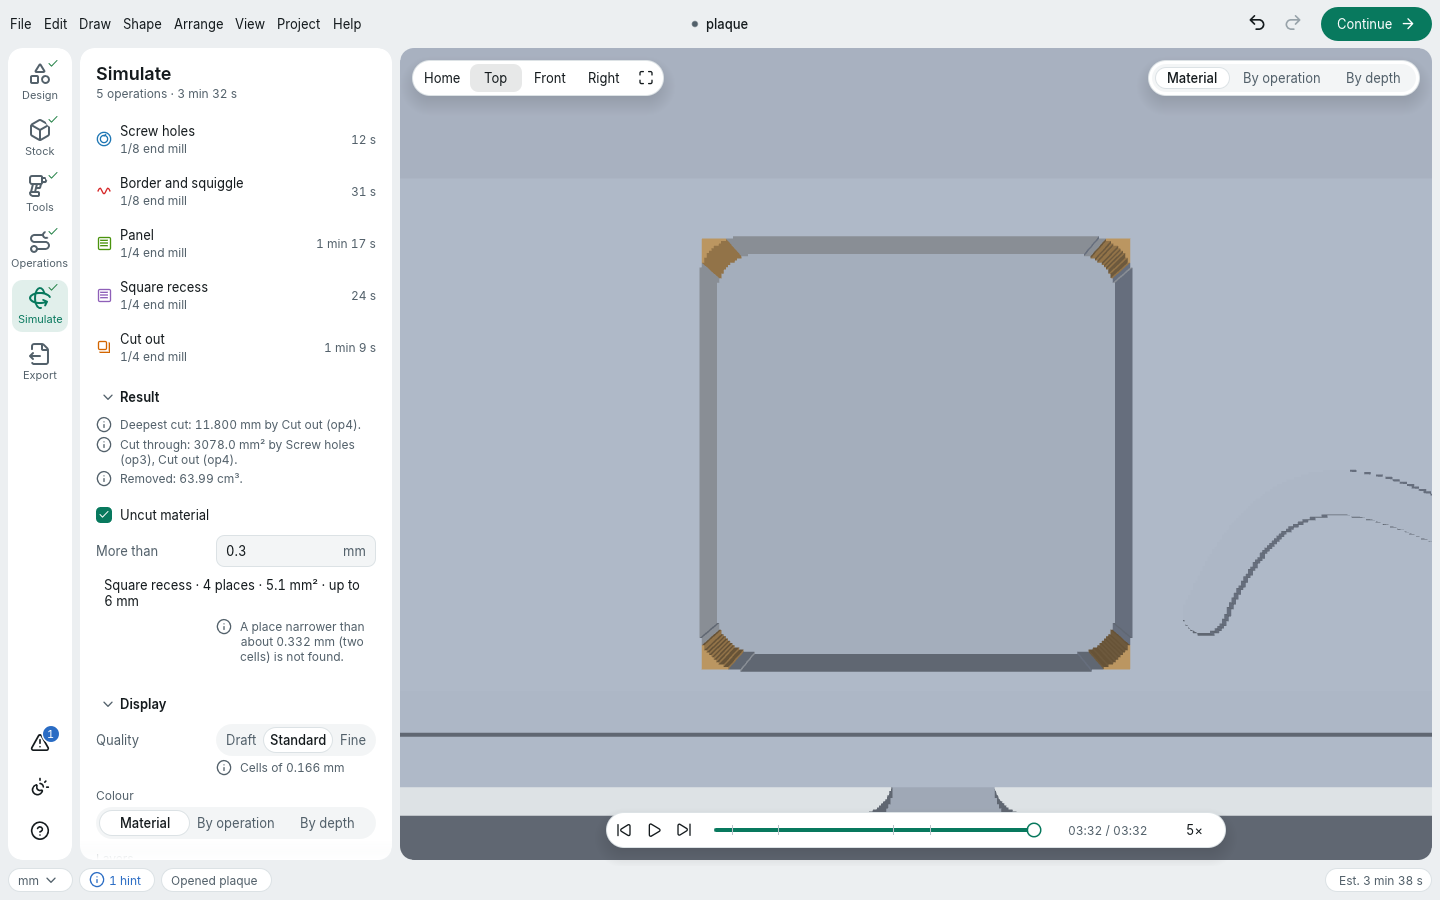 File Edit Draw Shape Arrange View Project Help
plaque
Continue
Design
Stock
Tools
Operations
Simulate
Export
1
Simulate
5 operations · 3 min 32 s
Screw holes
1/8 end mill
12 s
Border and squiggle
1/8 end mill
31 s
Panel
1/4 end mill
1 min 17 s
Square recess
1/4 end mill
24 s
Cut out
1/4 end mill
1 min 9 s
Result
Deepest cut: 11.800 mm by Cut out (op4).
Cut through: 3078.0 mm² by Screw holes
(op3), Cut out (op4).
Removed: 63.99 cm³.
Uncut material
More than 0.3 mm
Square recess · 4 places · 5.1 mm² · up to
6 mm
A place narrower than
about 0.332 mm (two
cells) is not found.
Display
Quality Draft Standard Fine
Cells of 0.166 mm
Colour
Material By operation By depth
Home Top Front Right
Material By operation By depth
03:32 / 03:32 5×
mm
1 hint
Opened plaque
Est. 3 min 38 s